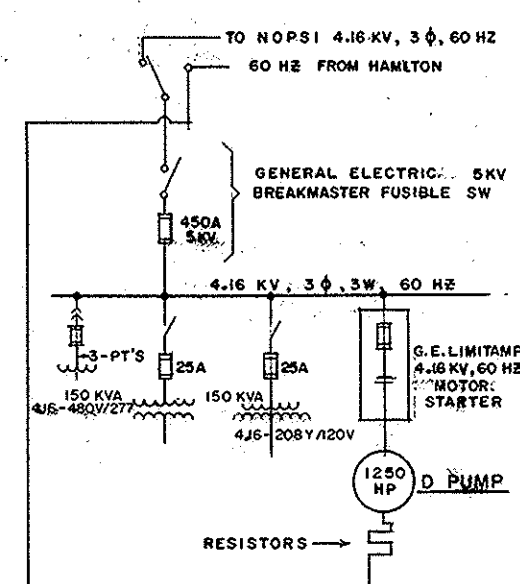 TO NOPSI 4.16 KV, 3 ϕ, 60 HZ
60 HZ FROM HAMLTON
GENERAL ELECTRIC 5KV
BREAKMASTER FUSIBLE SW
450A
5KV
4.16 KV, 3 ϕ, 3W, 60 HZ
3-PT'S
25A
25A
G.E. LIMITAMP
4.16 KV, 60 HZ
MOTOR
STARTER
150 KVA
4.16-480V/277
150 KVA
4.16-208Y/120V
1250
HP
D PUMP
RESISTORS